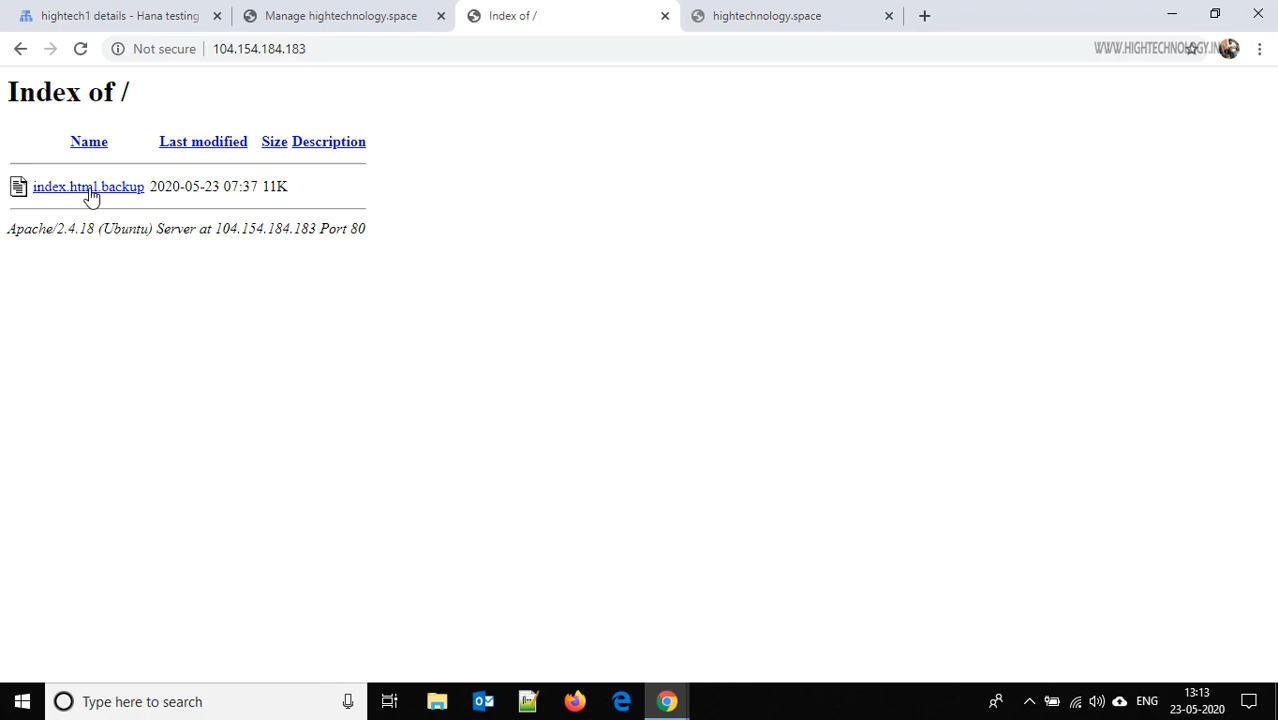 hightech1 details - Hana testing
Manage hightechnology.space
Index of /
hightechnology.space
Not secure
104.154.184.183
WWW.HIGHTECHNOLOGY.IN
Index of /
Name Last modified Size Description
index.html.backup 2020-05-23 07:37 11K
Apache/2.4.18 (Ubuntu) Server at 104.154.184.183 Port 80
Type here to search
ENG
13:13
23-05-2020